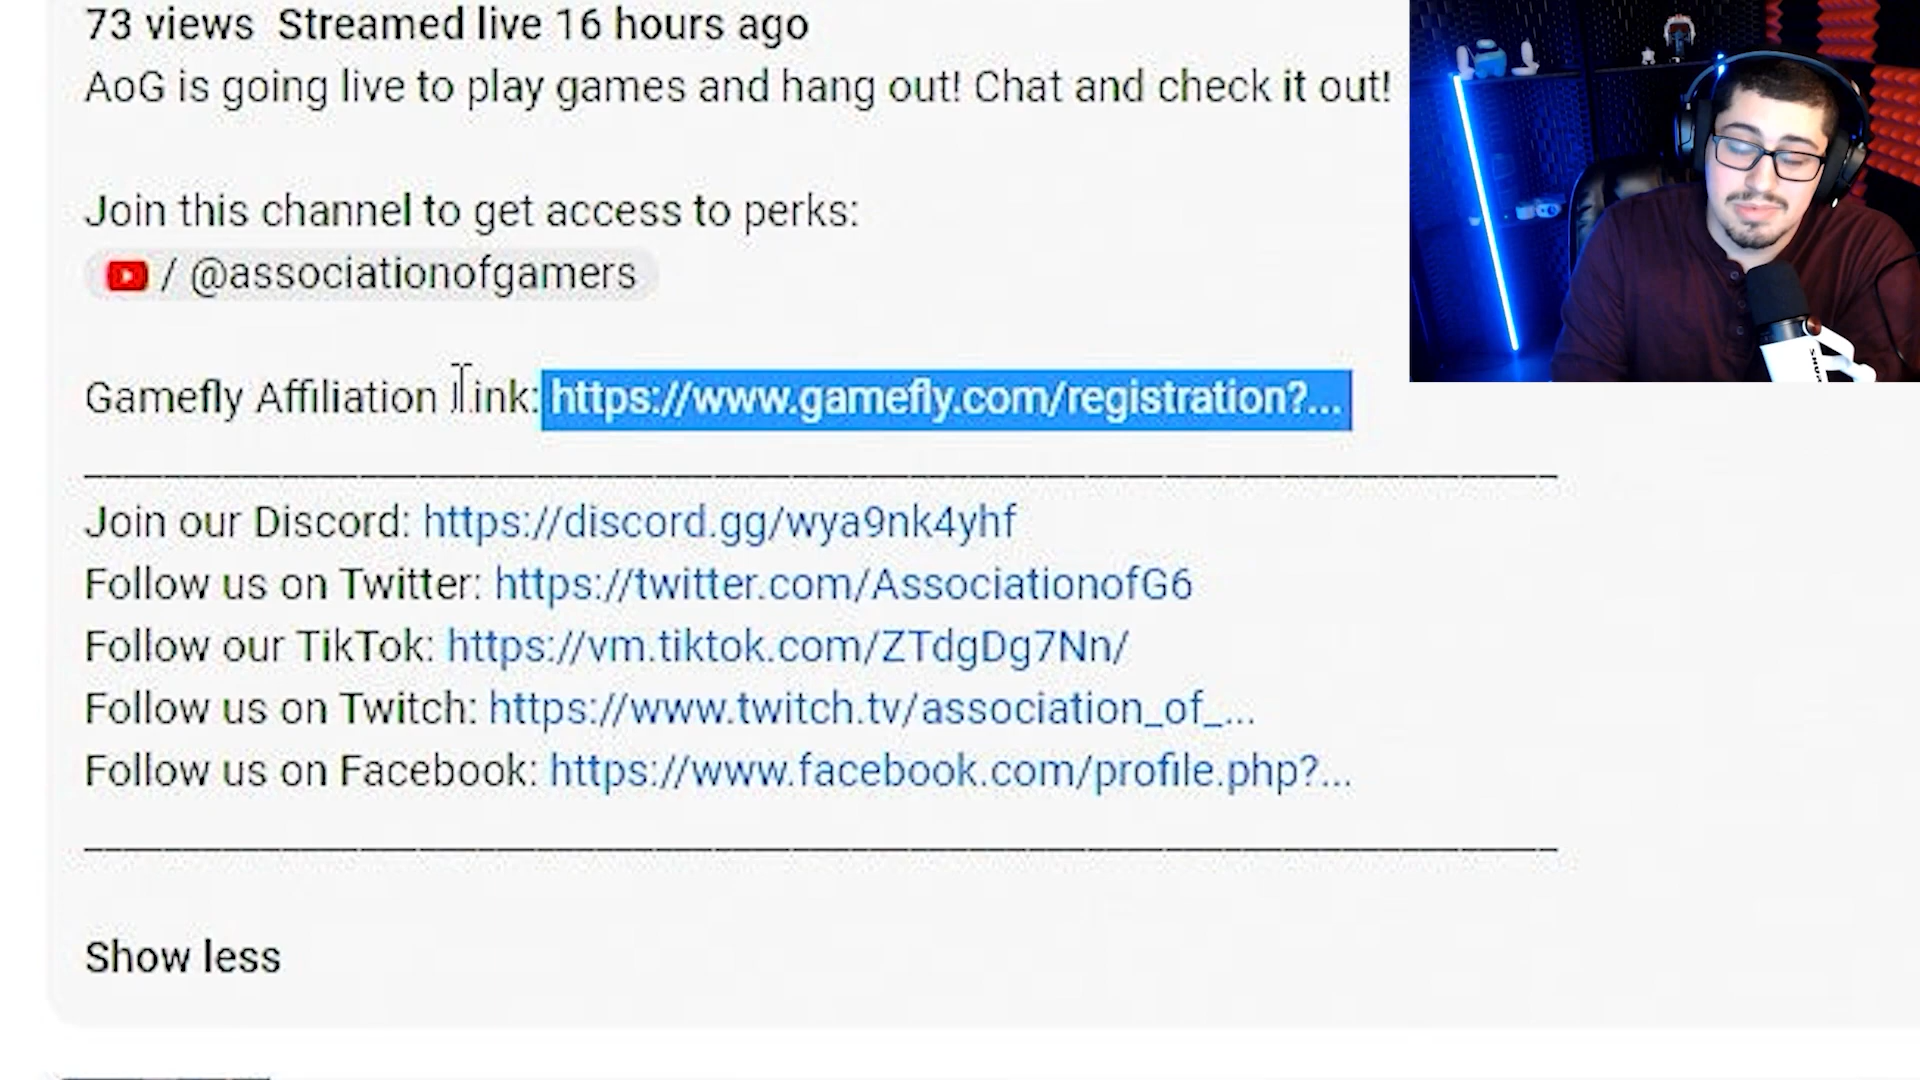 73 views  Streamed live 16 hours ago
AoG is going live to play games and hang out! Chat and check it out!
Join this channel to get access to perks:
/ @associationofgamers
Gamefly Affiliation Link: https://www.gamefly.com/registration?...
Join our Discord: https://discord.gg/wya9nk4yhf
Follow us on Twitter: https://twitter.com/AssociationofG6
Follow our TikTok: https://vm.tiktok.com/ZTdgDg7Nn/
Follow us on Twitch: https://www.twitch.tv/association_of_...
Follow us on Facebook: https://www.facebook.com/profile.php?...
Show less